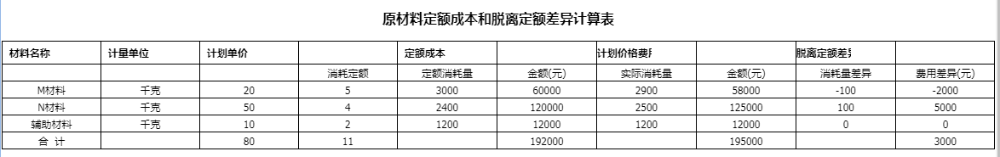 原材料定额成本和脱离定额差异计算表
材料名称 计量单位 计划单价 定额成本 计划价格费 脱离定额差
消耗定额 定额消耗量 金额(元) 实际消耗量 金额(元) 消耗量差异 费用差异(元)
M材料 千克 20 5 3000 60000 2900 58000 -100 -2000
N材料 千克 50 4 2400 120000 2500 125000 100 5000
辅助材料 千克 10 2 1200 12000 1200 12000 0 0
合 计 80 11 192000 195000 3000